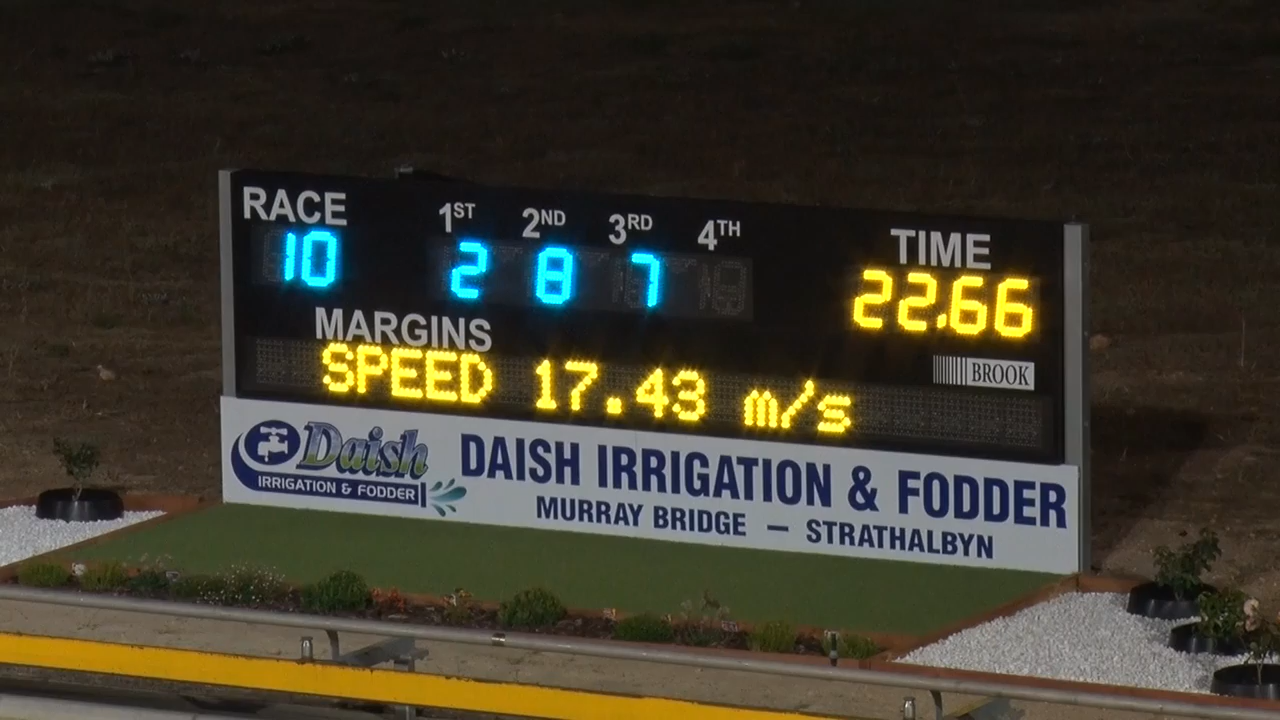 RACE 1ST 2ND 3RD 4TH TIME
10 2 8 7 22.66
MARGINS
SPEED 17.43 m/s
BROOK
Daish
IRRIGATION & FODDER
DAISH IRRIGATION & FODDER
MURRAY BRIDGE – STRATHALBYN